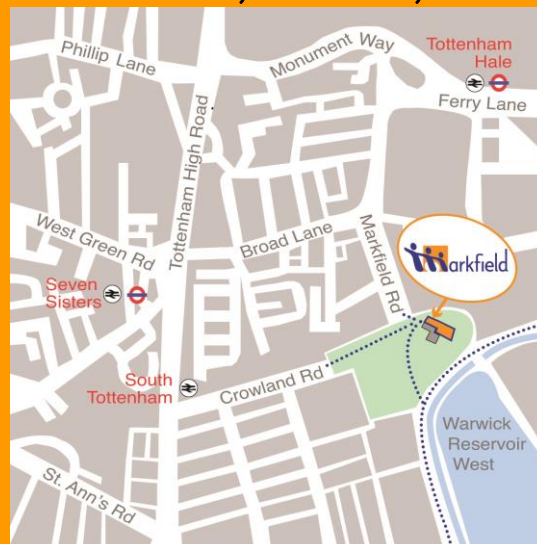 Phillip Lane
Monument Way
Tottenham
Hale
Ferry Lane
Tottenham High Road
West Green Rd
Broad Lane
Markfield Rd
markfield
Seven
Sisters
South
Tottenham
Crowland Rd
Warwick
Reservoir
West
St. Ann's Rd